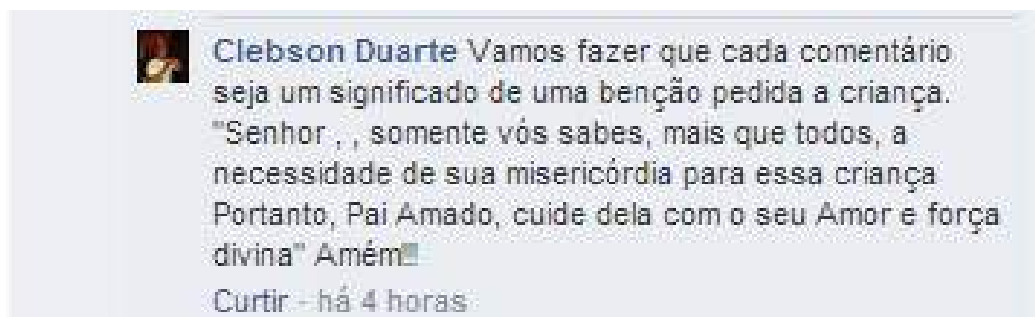 Clebson Duarte Vamos fazer que cada comentário
seja um significado de uma benção pedida a criança.
"Senhor , , somente vós sabes, mais que todos, a
necessidade de sua misericórdia para essa criança
Portanto, Pai Amado, cuide dela com o seu Amor e força
divina" Amém!!
Curtir - há 4 horas